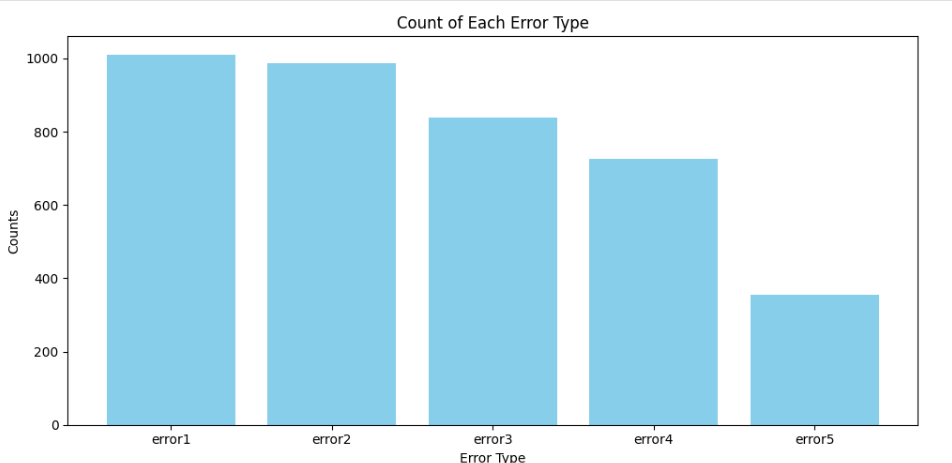 Count of Each Error Type
1000
800
600
400
200
0
Counts
error1 error2 error3 error4 error5
Error Type